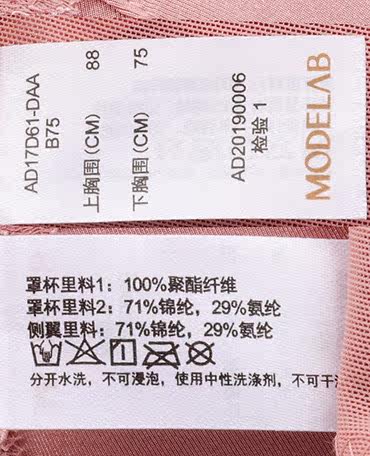 AD17D61-DAA
B75
上胸围(CM) 88
下胸围(CM) 75
AD20190006
检验 1
MODELAB
罩杯里料1：100%聚酯纤维
罩杯里料2：71%锦纶，29%氨纶
侧翼里料：71%锦纶，29%氨纶
分开水洗，不可浸泡，使用中性洗涤剂，不可干